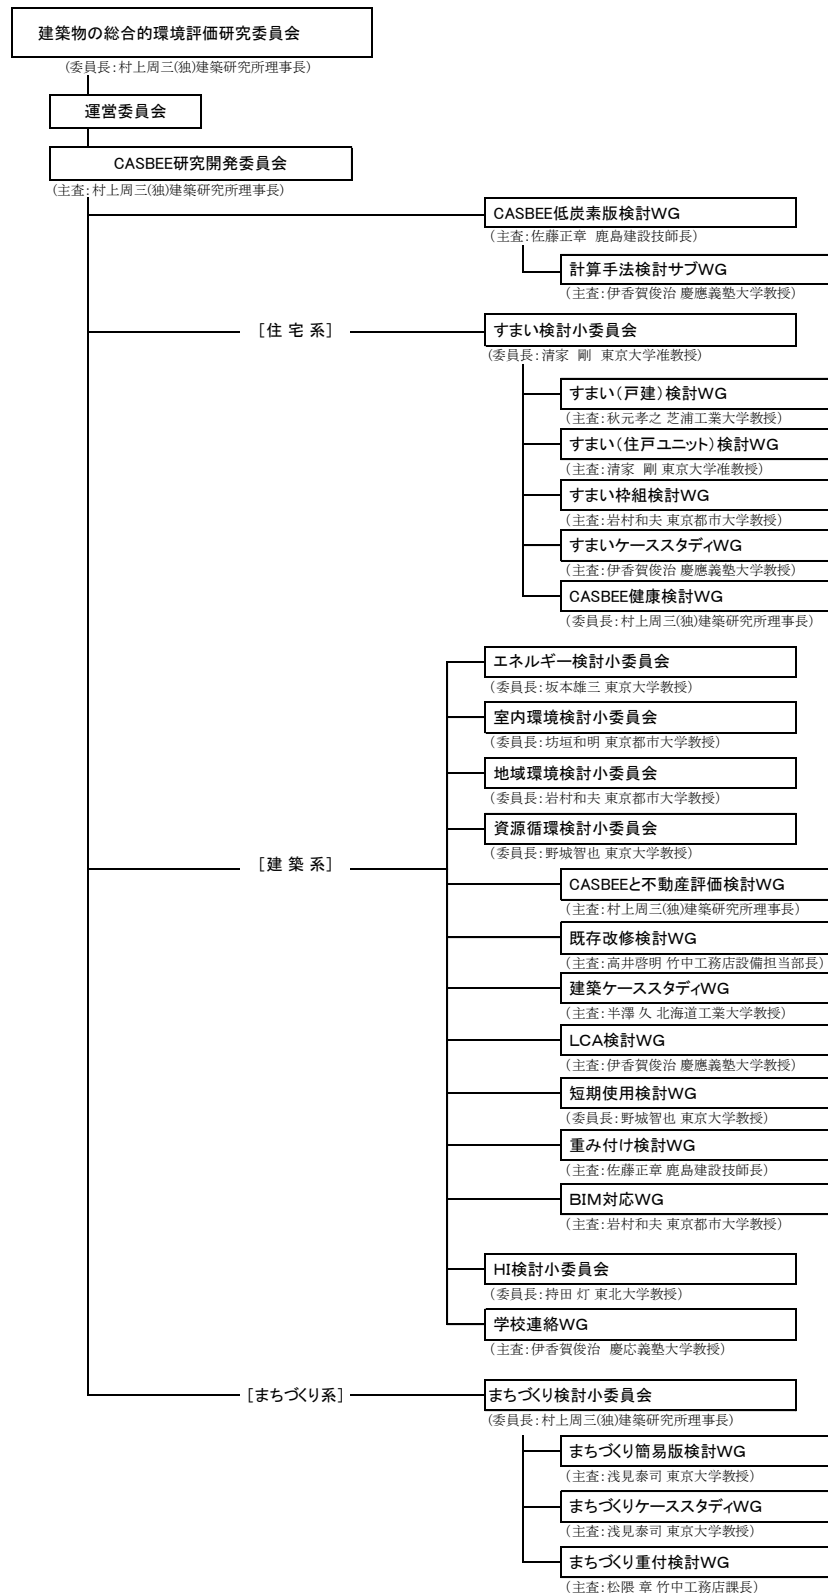 建築物の総合的環境評価研究委員会
(委員長:村上周三(独)建築研究所理事長)
運営委員会
CASBEE研究開発委員会
(主査:村上周三(独)建築研究所理事長)
CASBEE低炭素版検討WG
(主査:佐藤正章 鹿島建設技師長)
計算手法検討サブWG
(主査:伊香賀俊治 慶應義塾大学教授)
[住 宅 系]
すまい検討小委員会
(委員長:清家 剛 東京大学准教授)
すまい(戸建)検討WG
(主査:秋元孝之 芝浦工業大学教授)
すまい(住戸ユニット)検討WG
(主査:清家 剛 東京大学准教授)
すまい枠組検討WG
(主査:岩村和夫 東京都市大学教授)
すまいケーススタディWG
(主査:伊香賀俊治 慶應義塾大学教授)
CASBEE健康検討WG
(委員長:村上周三(独)建築研究所理事長)
エネルギー検討小委員会
(委員長:坂本雄三 東京大学教授)
室内環境検討小委員会
(委員長:坊垣和明 東京都市大学教授)
地域環境検討小委員会
(委員長:岩村和夫 東京都市大学教授)
資源循環検討小委員会
(委員長:野城智也 東京大学教授)
[建 築 系]
CASBEEと不動産評価検討WG
(主査:村上周三(独)建築研究所理事長)
既存改修検討WG
(主査:高井啓明 竹中工務店設備担当部長)
建築ケーススタディWG
(主査:半澤 久 北海道工業大学教授)
LCA検討WG
(主査:伊香賀俊治 慶應義塾大学教授)
短期使用検討WG
(委員長:野城智也 東京大学教授)
重み付け検討WG
(主査:佐藤正章 鹿島建設技師長)
BIM対応WG
(主査:岩村和夫 東京都市大学教授)
HI検討小委員会
(委員長:持田 灯 東北大学教授)
学校連絡WG
(主査:伊香賀俊治 慶応義塾大学教授)
[まちづくり系]
まちづくり検討小委員会
(委員長:村上周三(独)建築研究所理事長)
まちづくり簡易版検討WG
(主査:浅見泰司 東京大学教授)
まちづくりケーススタディWG
(主査:浅見泰司 東京大学教授)
まちづくり重付検討WG
(主査:松隈 章 竹中工務店課長)